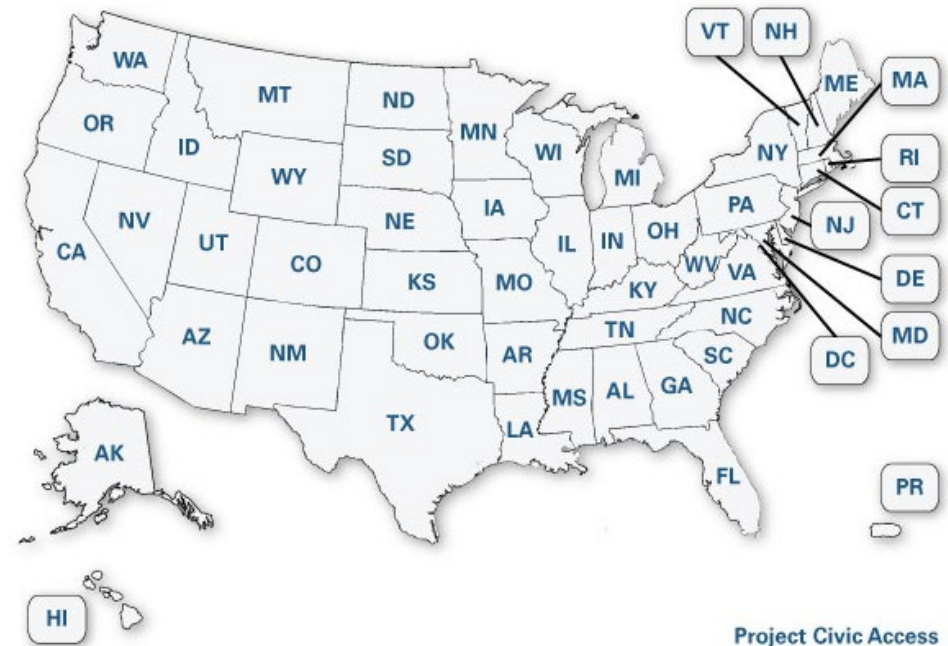 VT NH
WA
ME MA
MT ND
OR MN
ID SD WI NY RI
WY MI
IA PA CT
NV NE NJ
CA UT CO IL IN OH
WV VA DE
KS MO KY
NC MD
AZ NM OK AR TN SC DC
MS AL GA
TX LA
AK FL PR
HI
Project Civic Access